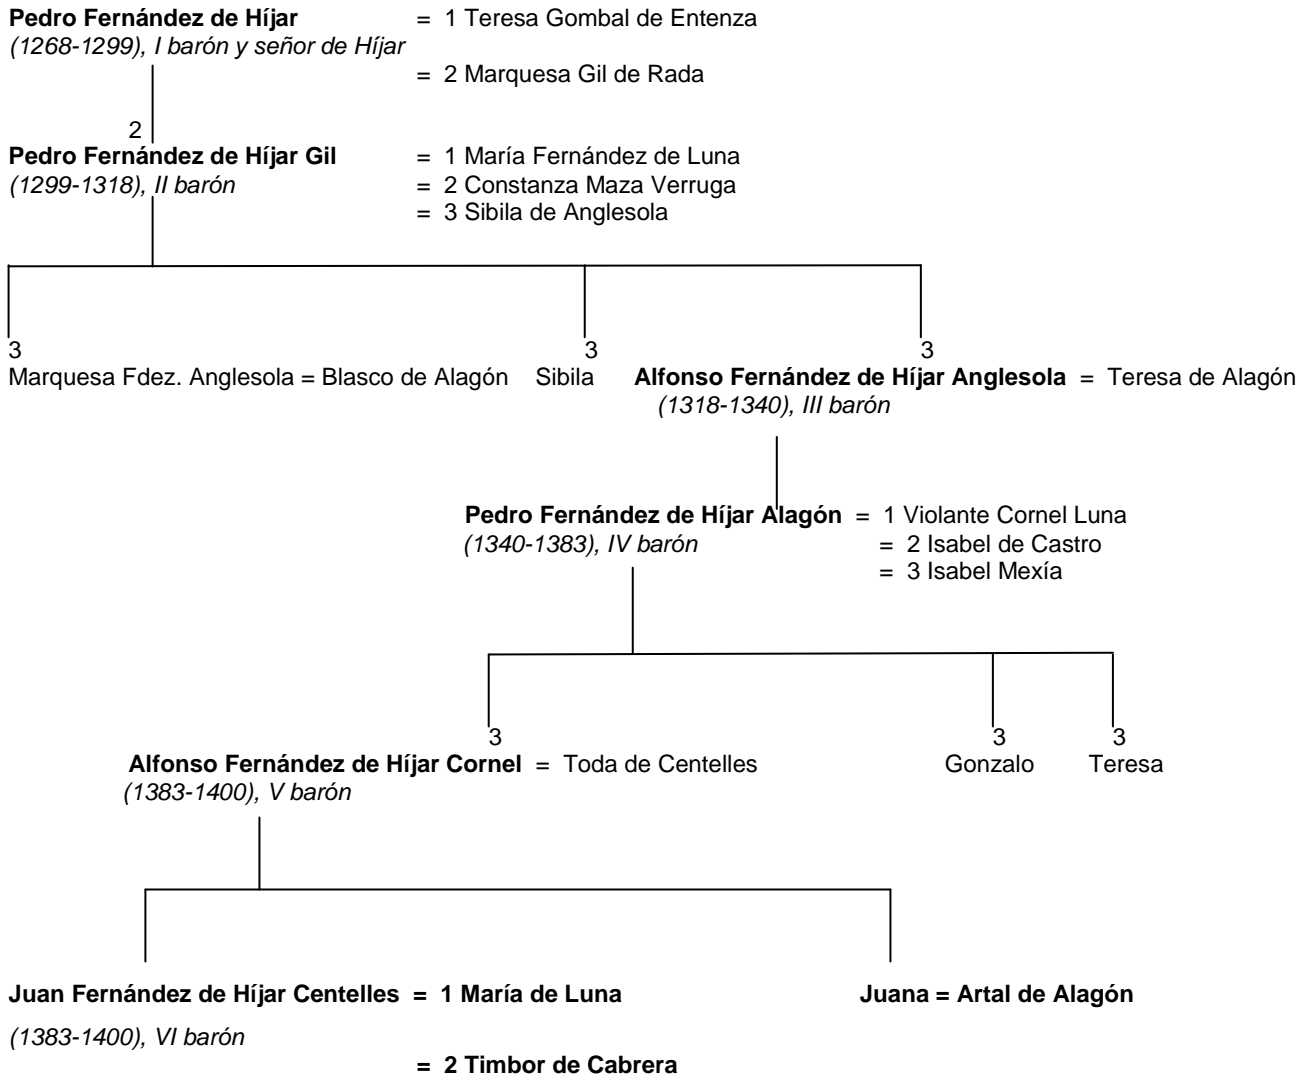 Pedro Fernández de Híjar = 1 Teresa Gombal de Entenza
(1268-1299), I barón y señor de Híjar
= 2 Marquesa Gil de Rada
2
Pedro Fernández de Híjar Gil = 1 María Fernández de Luna
(1299-1318), II barón = 2 Constanza Maza Verruga
= 3 Sibila de Anglesola
3 3 3
Marquesa Fdez. Anglesola = Blasco de Alagón Sibila Alfonso Fernández de Híjar Anglesola = Teresa de Alagón
(1318-1340), III barón
Pedro Fernández de Híjar Alagón = 1 Violante Cornel Luna
(1340-1383), IV barón = 2 Isabel de Castro
= 3 Isabel Mexía
3 3 3
Alfonso Fernández de Híjar Cornel = Toda de Centelles Gonzalo Teresa
(1383-1400), V barón
Juan Fernández de Híjar Centelles = 1 María de Luna Juana = Artal de Alagón
(1383-1400), VI barón
= 2 Timbor de Cabrera